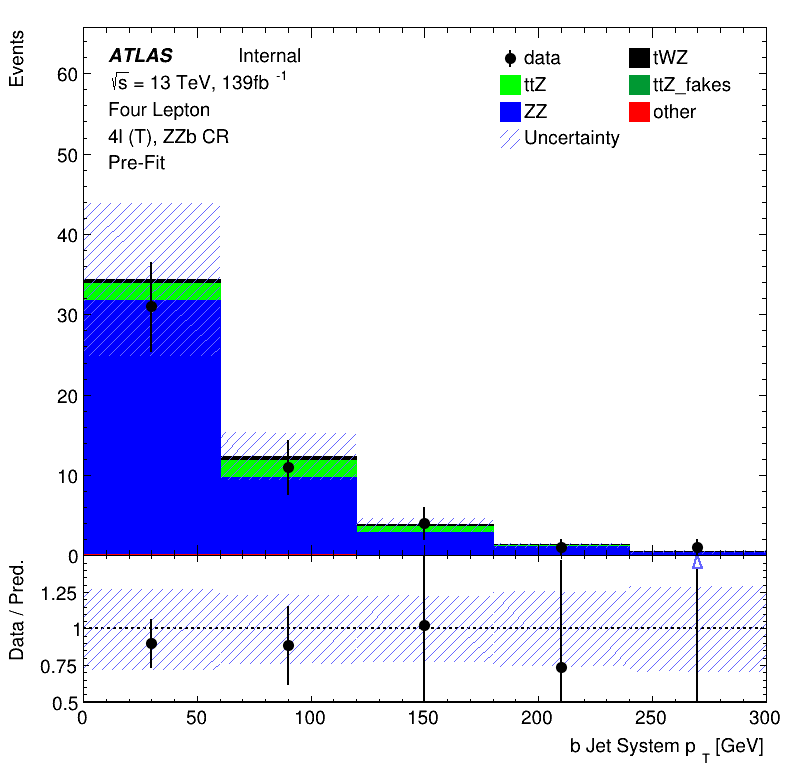 Events
ATLAS Internal
√s = 13 TeV, 139fb -1
Four Lepton
4l (T), ZZb CR
Pre-Fit
data tWZ
ttZ ttZ_fakes
ZZ other
Uncertainty
60
50
40
30
20
10
0
Data / Pred.
1.25
1
0.75
0.5
0 50 100 150 200 250 300
b Jet System p T [GeV]